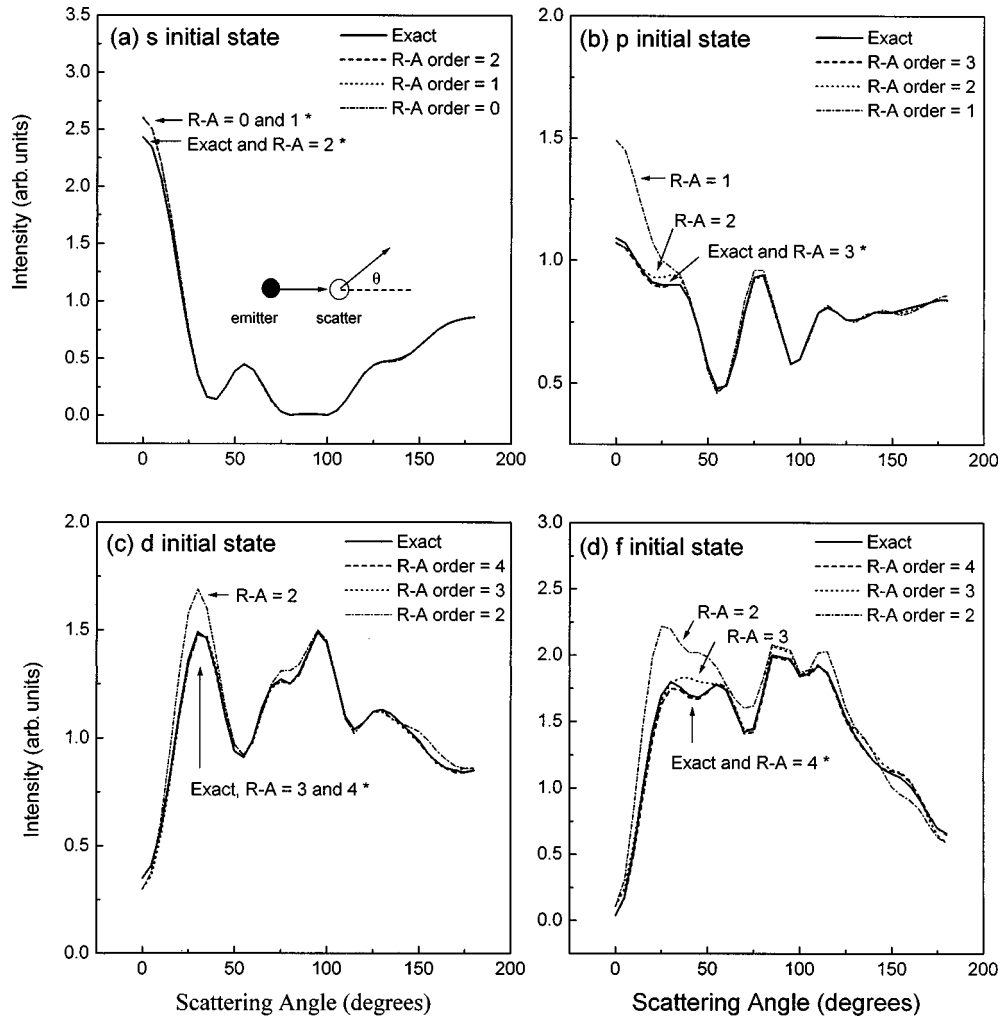 (a) s initial state
Exact
R-A order = 2
R-A order = 1
R-A order = 0
R-A = 0 and 1 *
Exact and R-A = 2 *
θ
emitter
scatter
Intensity (arb. units)
3.5
3.0
2.5
2.0
1.5
1.0
0.5
0.0
0
50
100
150
200
(b) p initial state
Exact
R-A order = 3
R-A order = 2
R-A order = 1
R-A = 1
R-A = 2
Exact and R-A = 3 *
2.0
1.5
1.0
0.5
0
50
100
150
200
(c) d initial state
Exact
R-A order = 4
R-A order = 3
R-A order = 2
R-A = 2
Exact, R-A = 3 and 4 *
Intensity (arb. units)
2.0
1.5
1.0
0.5
0.0
0
50
100
150
200
Scattering Angle (degrees)
(d) f initial state
Exact
R-A order = 4
R-A order = 3
R-A order = 2
R-A = 2
R-A = 3
Exact and R-A = 4 *
3.0
2.5
2.0
1.5
1.0
0.5
0.0
0
50
100
150
200
Scattering Angle (degrees)